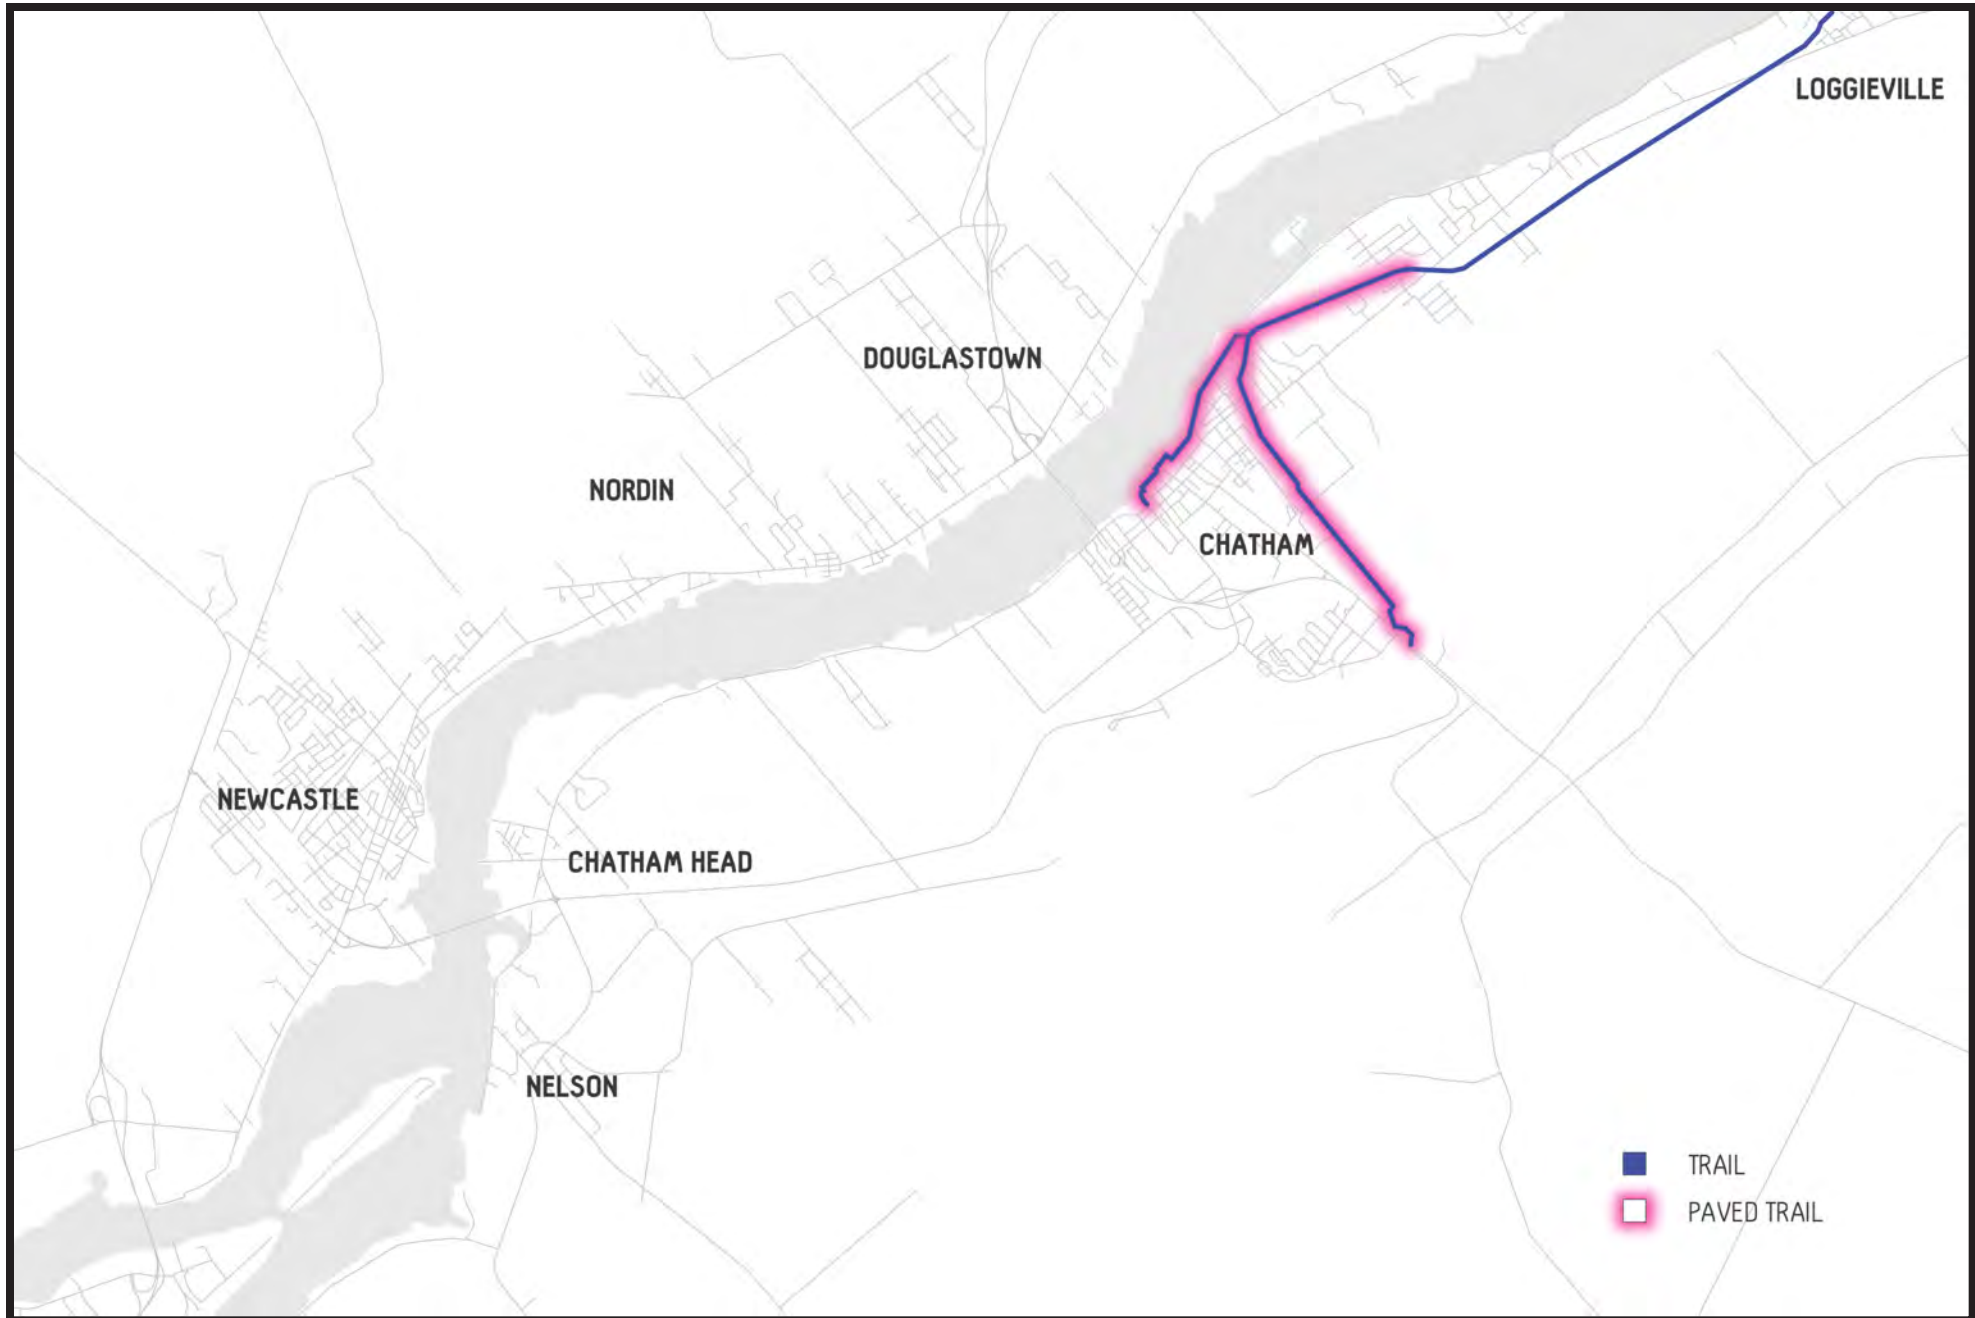 LOGGIEVILLE
DOUGLASTOWN
NORDIN
CHATHAM
NEWCASTLE
CHATHAM HEAD
NELSON
TRAIL
PAVED TRAIL